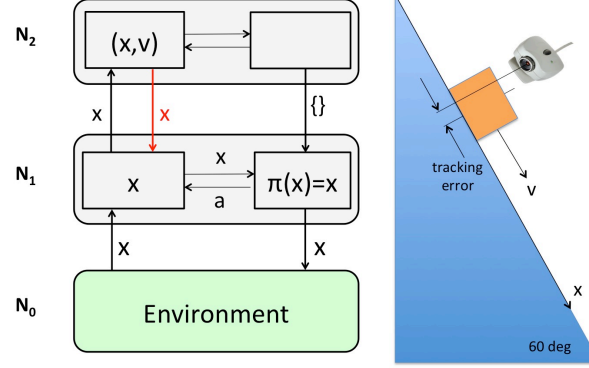 N₂
(x,v)
x
x
{}
N₁
x
x
a
π(x)=x
x
x
N₀
Environment
tracking
error
v
x
60 deg